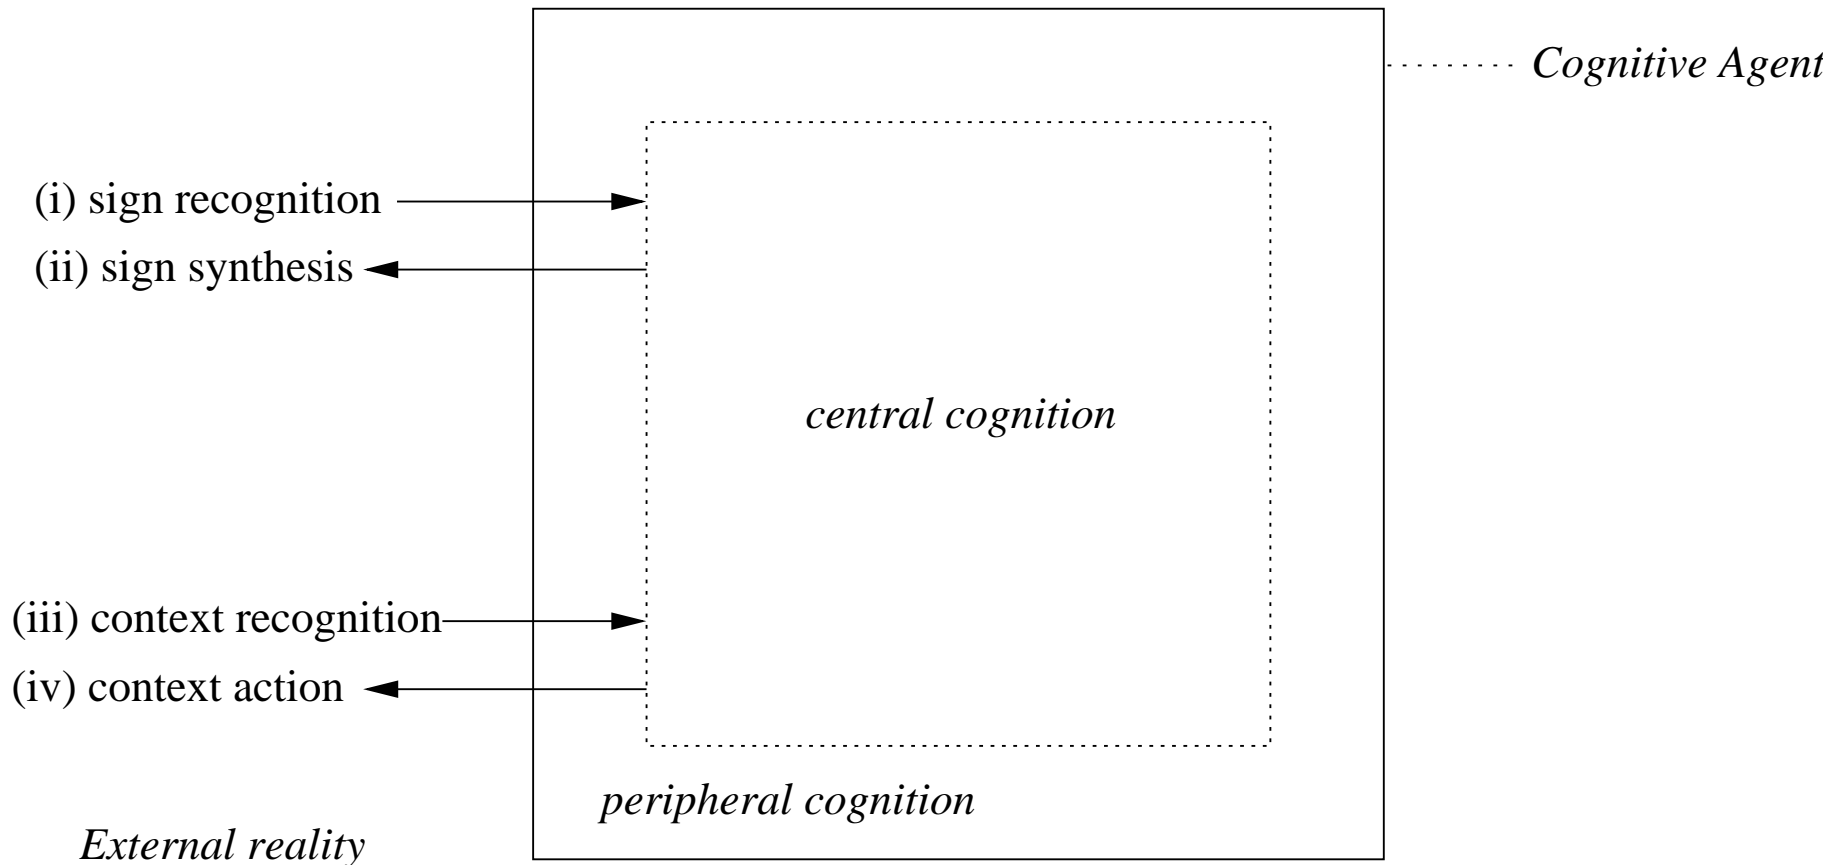 Cognitive Agent
(i) sign recognition
(ii) sign synthesis
central cognition
(iii) context recognition
(iv) context action
peripheral cognition
External reality